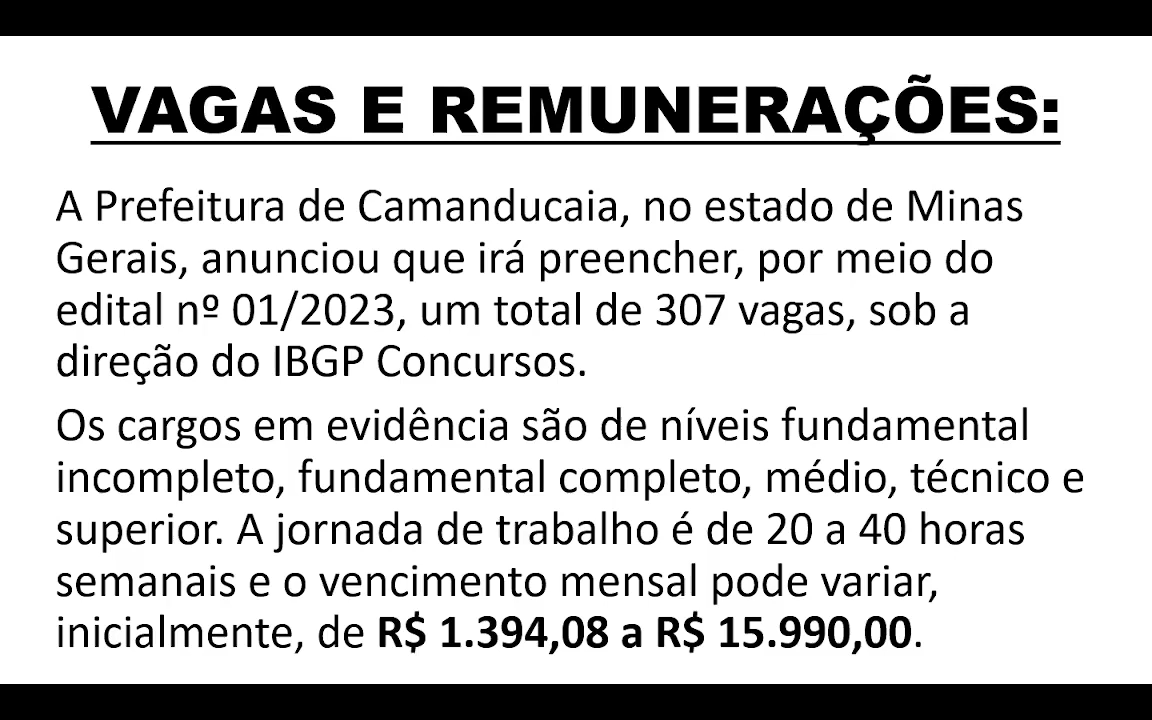 VAGAS E REMUNERAÇÕES:
A Prefeitura de Camanducaia, no estado de Minas
Gerais, anunciou que irá preencher, por meio do
edital nº 01/2023, um total de 307 vagas, sob a
direção do IBGP Concursos.
Os cargos em evidência são de níveis fundamental
incompleto, fundamental completo, médio, técnico e
superior. A jornada de trabalho é de 20 a 40 horas
semanais e o vencimento mensal pode variar,
inicialmente, de R$ 1.394,08 a R$ 15.990,00.